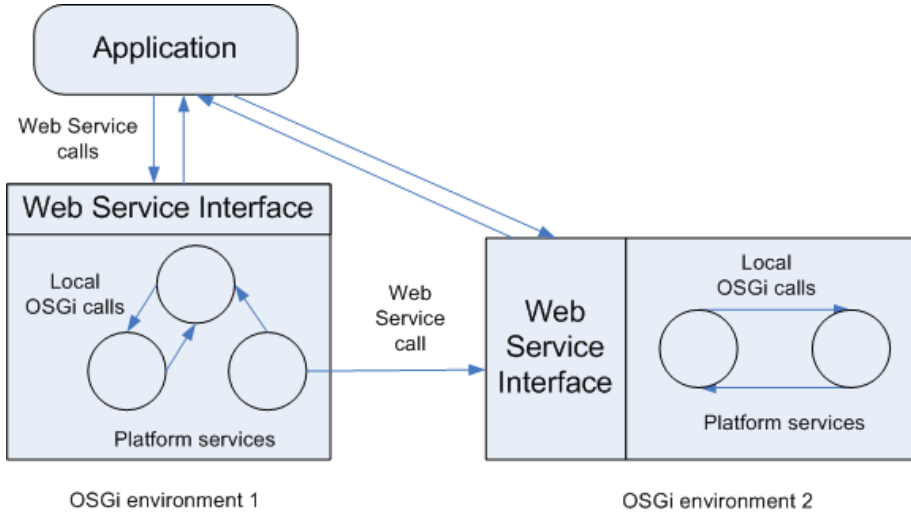 Application
Web Service
calls
Web Service Interface
Local
OSGi calls
Platform services
OSGi environment 1
Web
Service
call
Web
Service
Interface
Local
OSGi calls
Platform services
OSGi environment 2